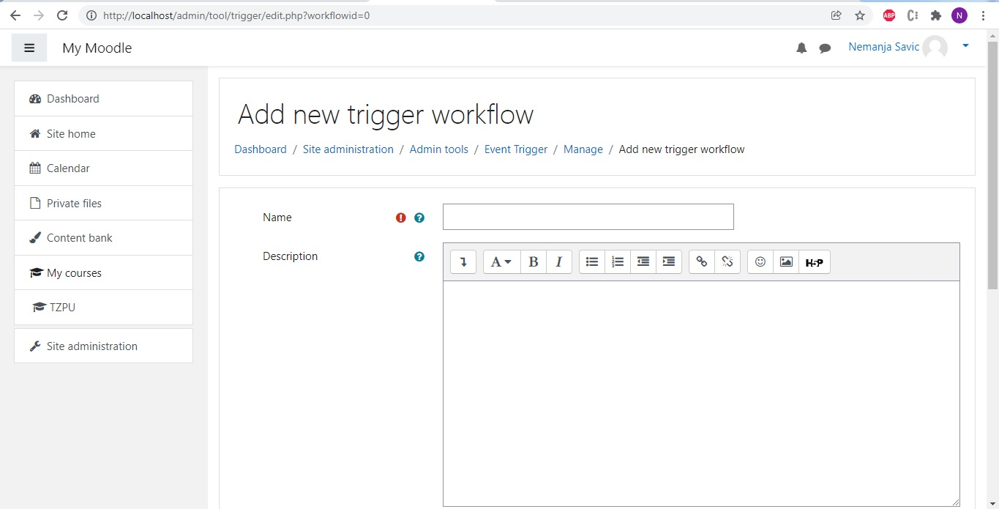 http://localhost/admin/tool/trigger/edit.php?workflowid=0
ABP
N
My Moodle
Nemanja Savic
Dashboard
Site home
Calendar
Private files
Content bank
My courses
TZPU
Site administration
Add new trigger workflow
Dashboard / Site administration / Admin tools / Event Trigger / Manage / Add new trigger workflow
Name
Description
A B I
H5P